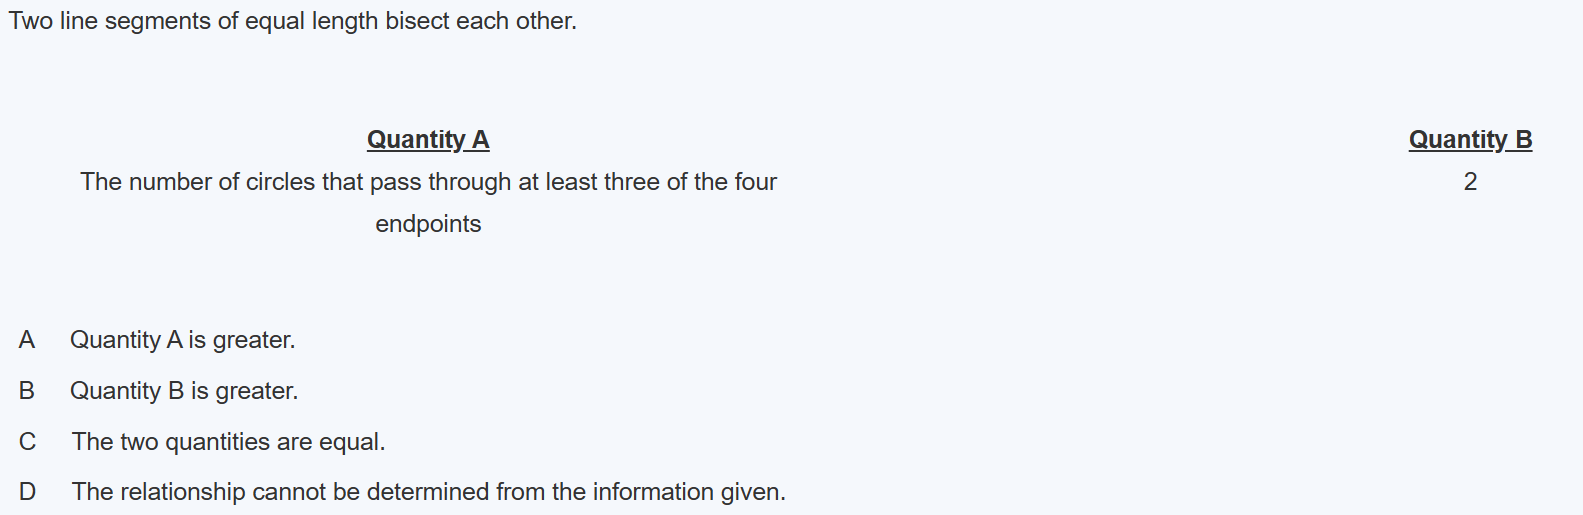 Two line segments of equal length bisect each other.
Quantity A
The number of circles that pass through at least three of the four
endpoints
Quantity B
2
A Quantity A is greater.
B Quantity B is greater.
C The two quantities are equal.
D The relationship cannot be determined from the information given.